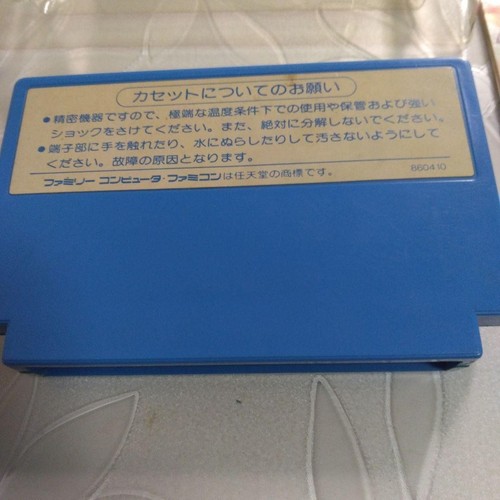 カセットについてのお願い
●精密機器ですので、極端な温度条件下での使用や保管および強い
ショックをさけてください。また、絶対に分解しないでください。
●端子部に手を触れたり、水にぬらしたりして汚さないようにして
ください。故障の原因となります。
ファミリー コンピュータ・ファミコンは任天堂の商標です。
860410